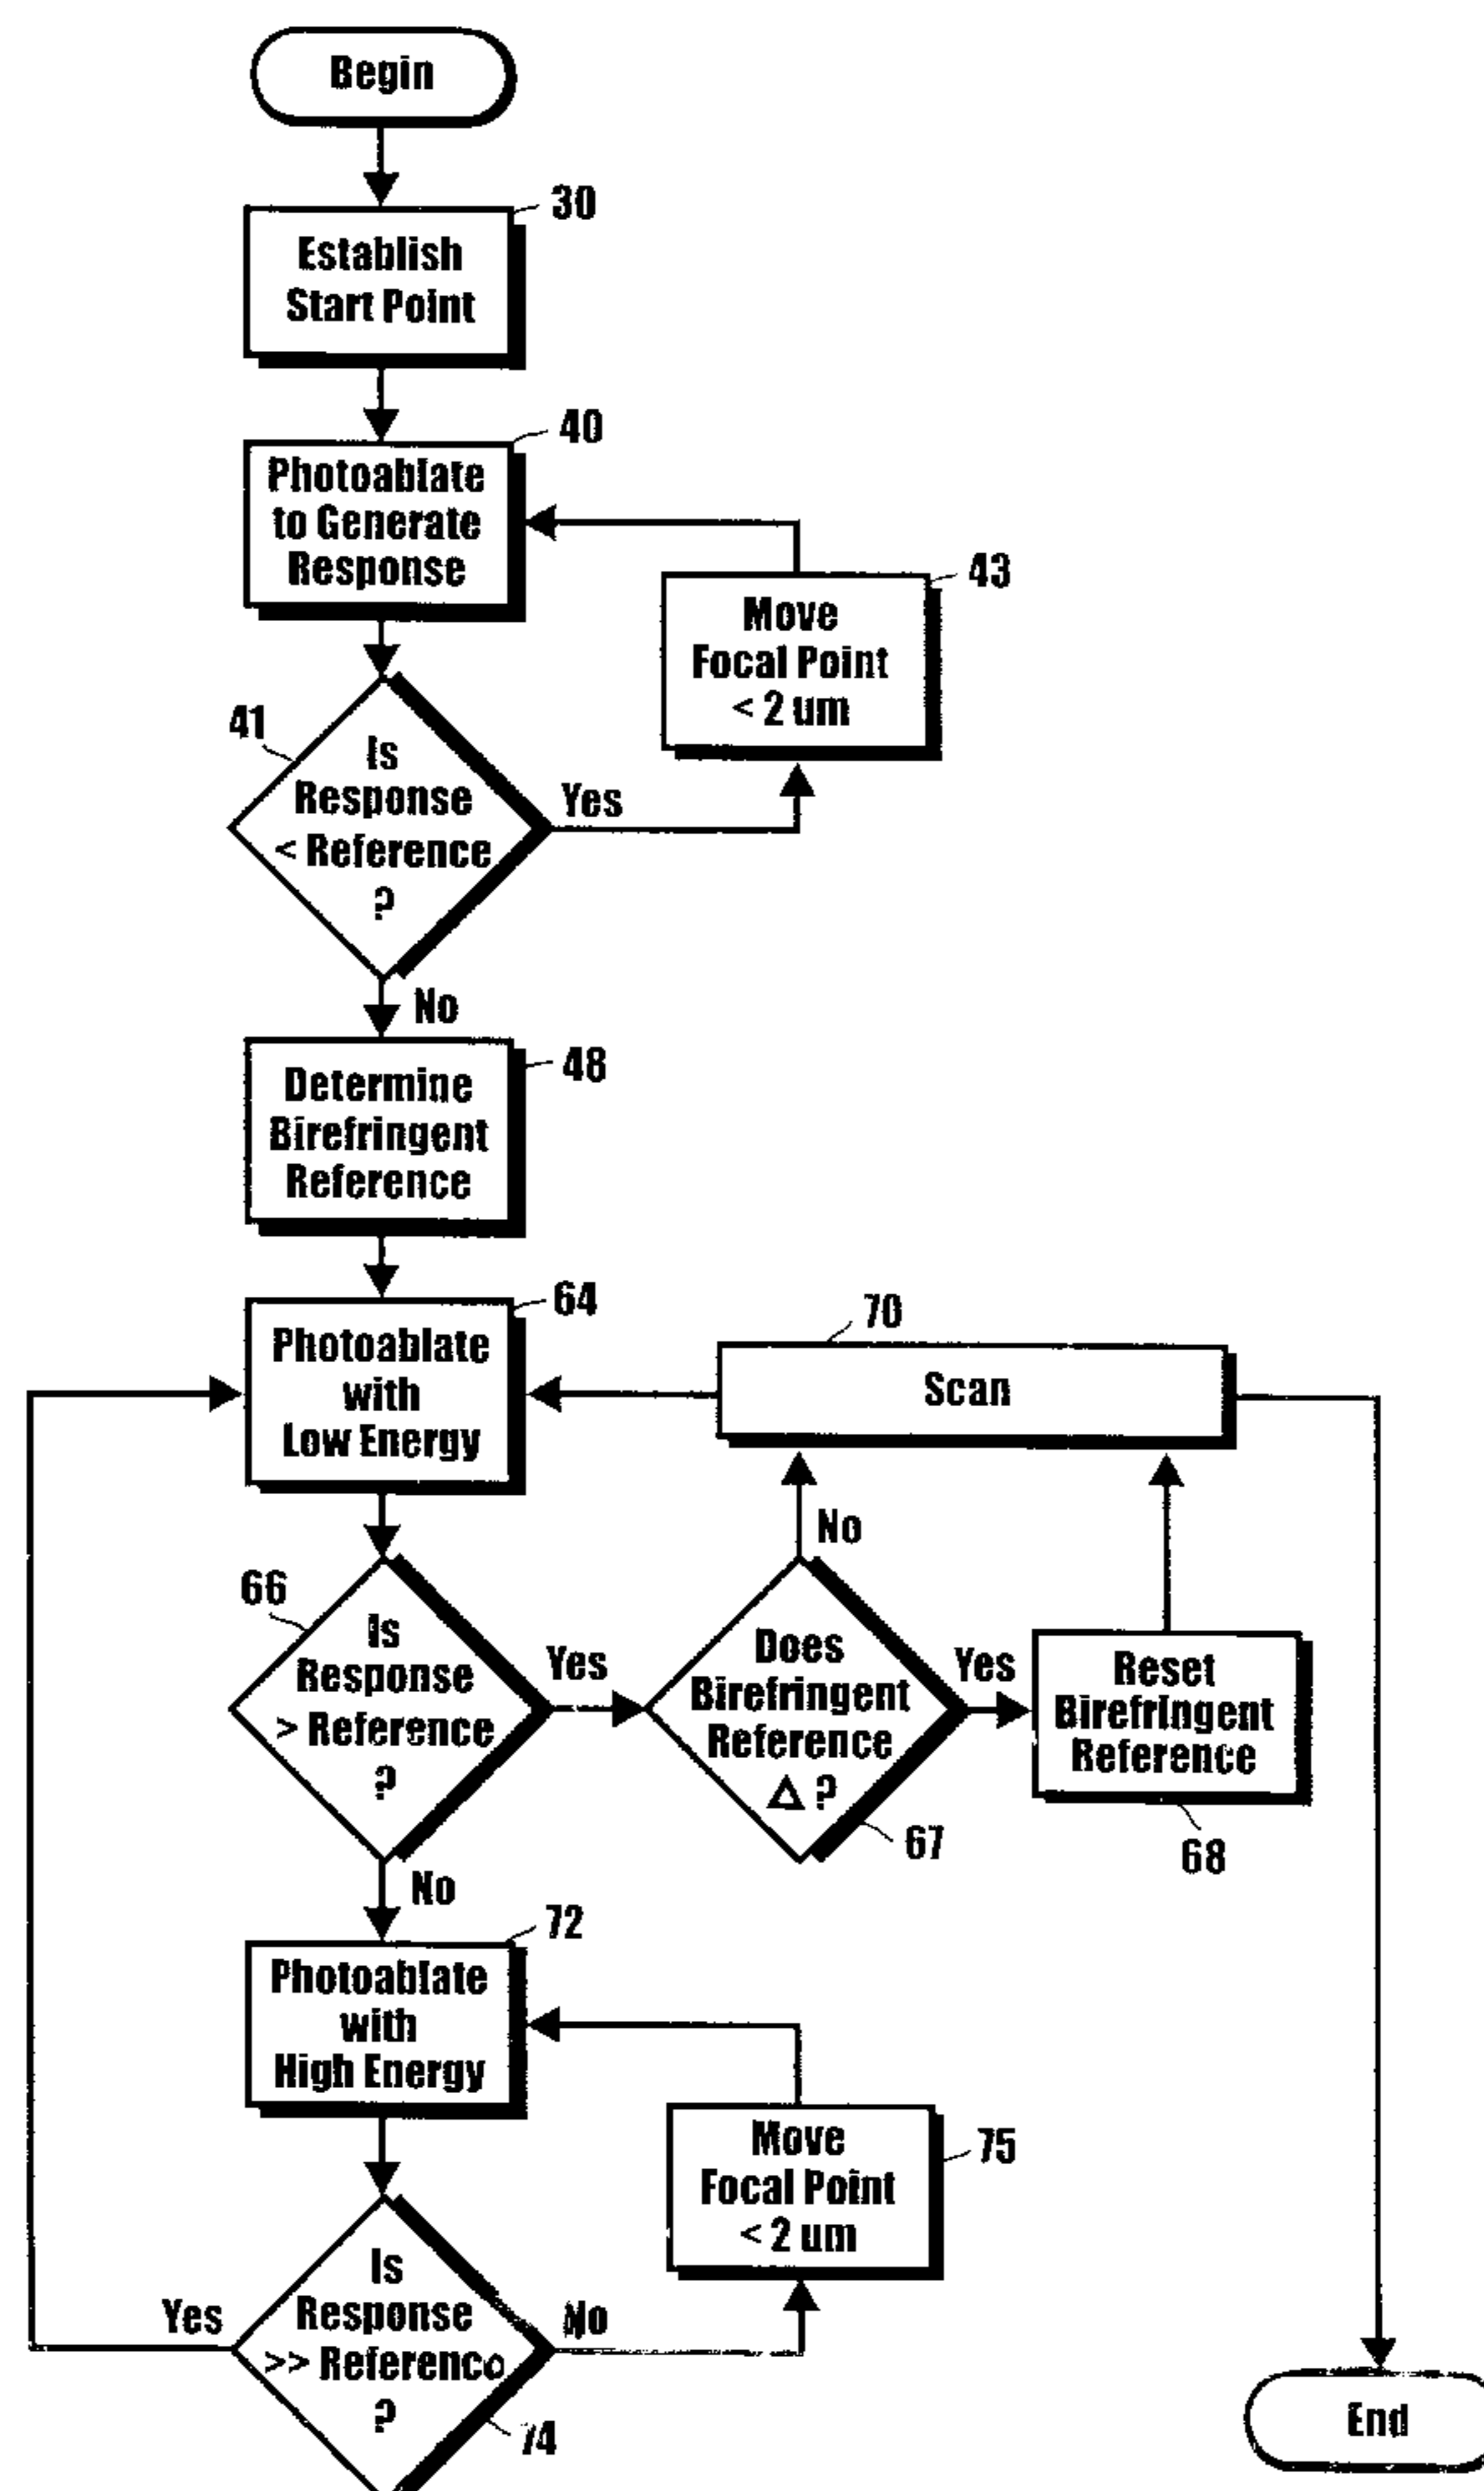 Begin
30
Establish
Start Point
40
Photoablate
to Generate
Response
43
Move
Focal Point
< 2 um
41
Is
Response
< Reference
?
Yes
No
48
Determine
Birefringent
Reference
64
Photoablate
with
Low Energy
70
Scan
66
Is
Response
> Reference
?
Yes
No
Does
Birefringent
Reference
Δ ?
67
Yes
Reset
Birefringent
Reference
68
No
72
Photoablate
with
High Energy
75
Move
Focal Point
< 2 um
Is
Response
>> Reference
?
Yes
No
74
End